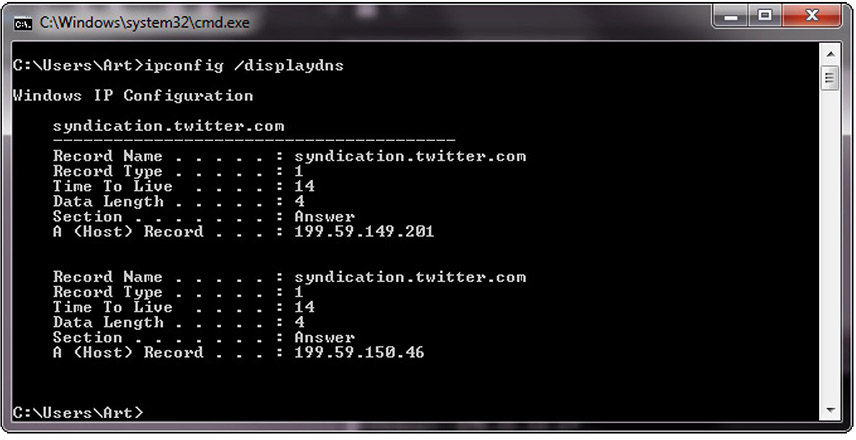 C:\Windows\system32\cmd.exe
C:\Users\Art>ipconfig /displaydns
Windows IP Configuration
syndication.twitter.com
----------------------------------------
Record Name . . . . . : syndication.twitter.com
Record Type . . . . . : 1
Time To Live  . . . . : 14
Data Length . . . . . : 4
Section . . . . . . . : Answer
A (Host) Record . . . : 199.59.149.201
Record Name . . . . . : syndication.twitter.com
Record Type . . . . . : 1
Time To Live  . . . . : 14
Data Length . . . . . : 4
Section . . . . . . . : Answer
A (Host) Record . . . : 199.59.150.46
C:\Users\Art>